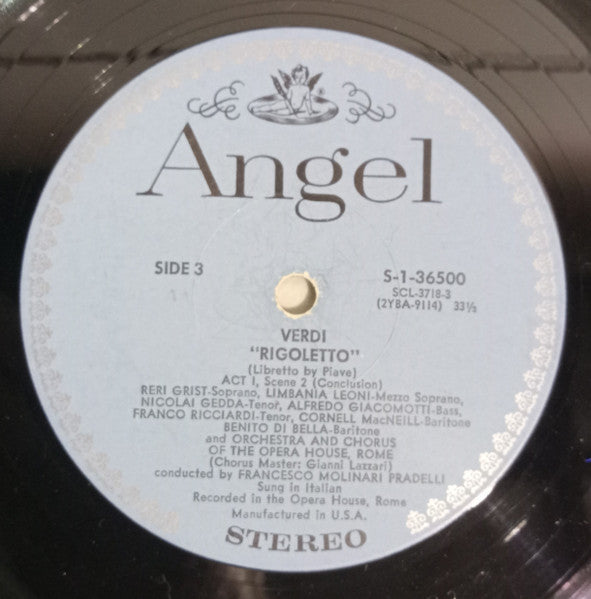 Angel
SIDE 3
S-1-36500
SCL-3718-3
(2YBA-9114) 33⅓
VERDI
"RIGOLETTO"
(Libretto by Piave)
ACT I, Scene 2 (Conclusion)
RERI GRIST-Soprano, LIMBANIA LEONI-Mezzo Soprano,
NICOLAI GEDDA-Tenor, ALFREDO GIACOMOTTI-Bass,
FRANCO RICCIARDI-Tenor, CORNELL MacNEILL-Baritone
BENITO DI BELLA-Baritone
and ORCHESTRA AND CHORUS
OF THE OPERA HOUSE, ROME
(Chorus Master: Gianni Lazzari)
conducted by FRANCESCO MOLINARI PRADELLI
Sung in Italian
Recorded in the Opera House, Rome
Manufactured in U.S.A.
STEREO